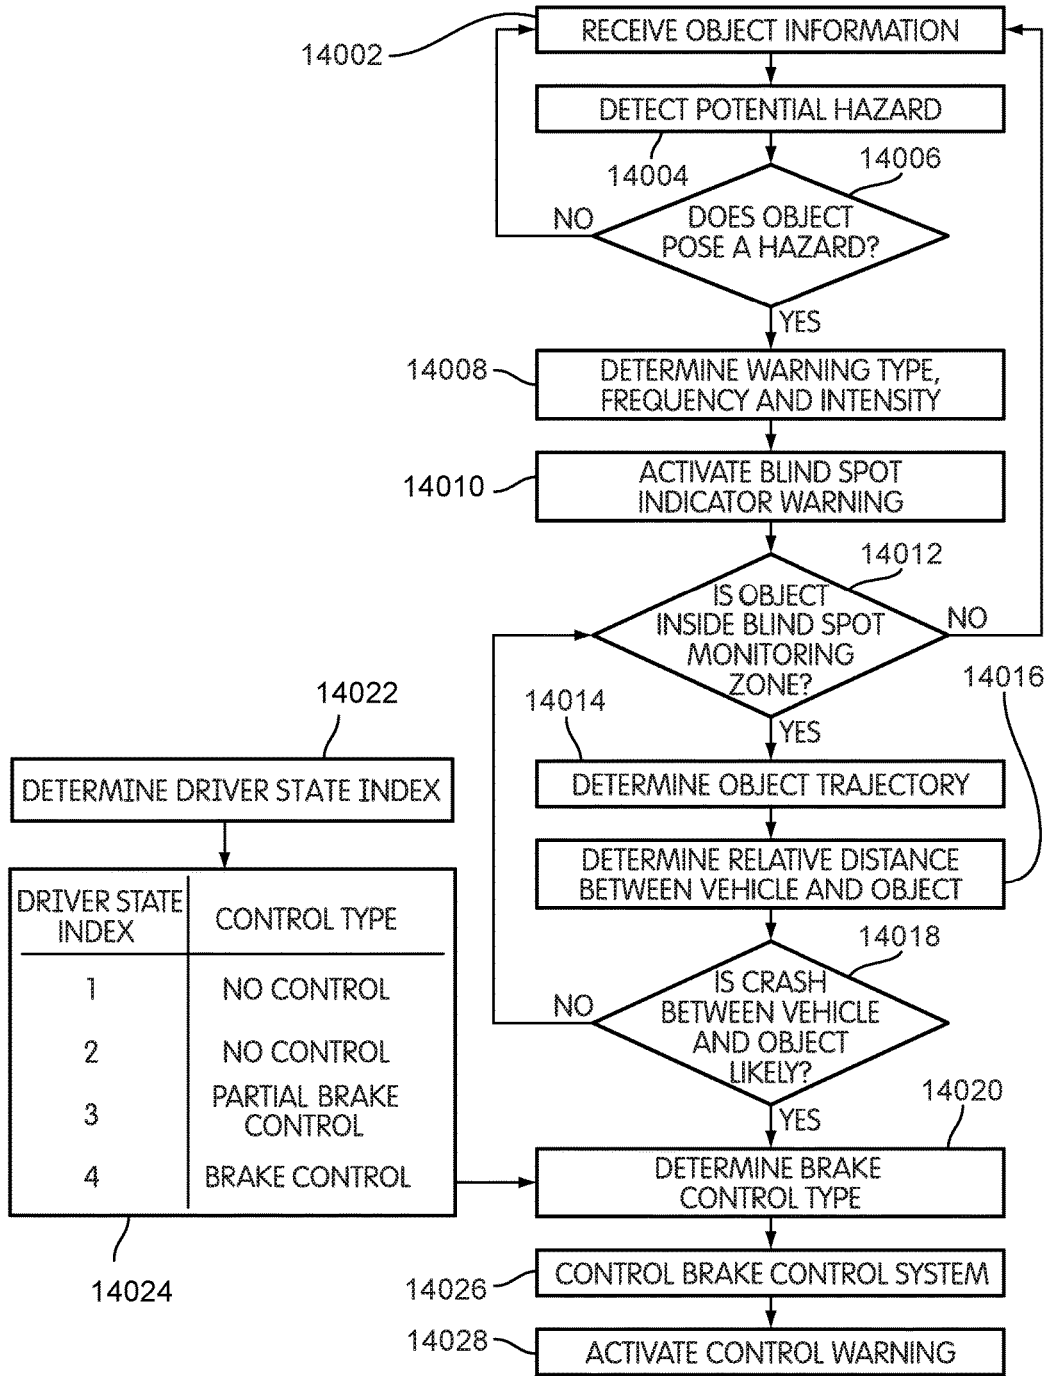 14002
RECEIVE OBJECT INFORMATION
DETECT POTENTIAL HAZARD
14004
14006
DOES OBJECT
POSE A HAZARD?
NO
YES
14008
DETERMINE WARNING TYPE,
FREQUENCY AND INTENSITY
14010
ACTIVATE BLIND SPOT
INDICATOR WARNING
14012
IS OBJECT
INSIDE BLIND SPOT
MONITORING
ZONE?
NO
YES
14014
14016
DETERMINE OBJECT TRAJECTORY
DETERMINE RELATIVE DISTANCE
BETWEEN VEHICLE AND OBJECT
14018
IS CRASH
BETWEEN VEHICLE
AND OBJECT
LIKELY?
NO
YES
14022
DETERMINE DRIVER STATE INDEX
DRIVER STATE
INDEX
CONTROL TYPE
1
NO CONTROL
2
NO CONTROL
3
PARTIAL BRAKE
CONTROL
4
BRAKE CONTROL
14024
14020
DETERMINE BRAKE
CONTROL TYPE
14026
CONTROL BRAKE CONTROL SYSTEM
14028
ACTIVATE CONTROL WARNING